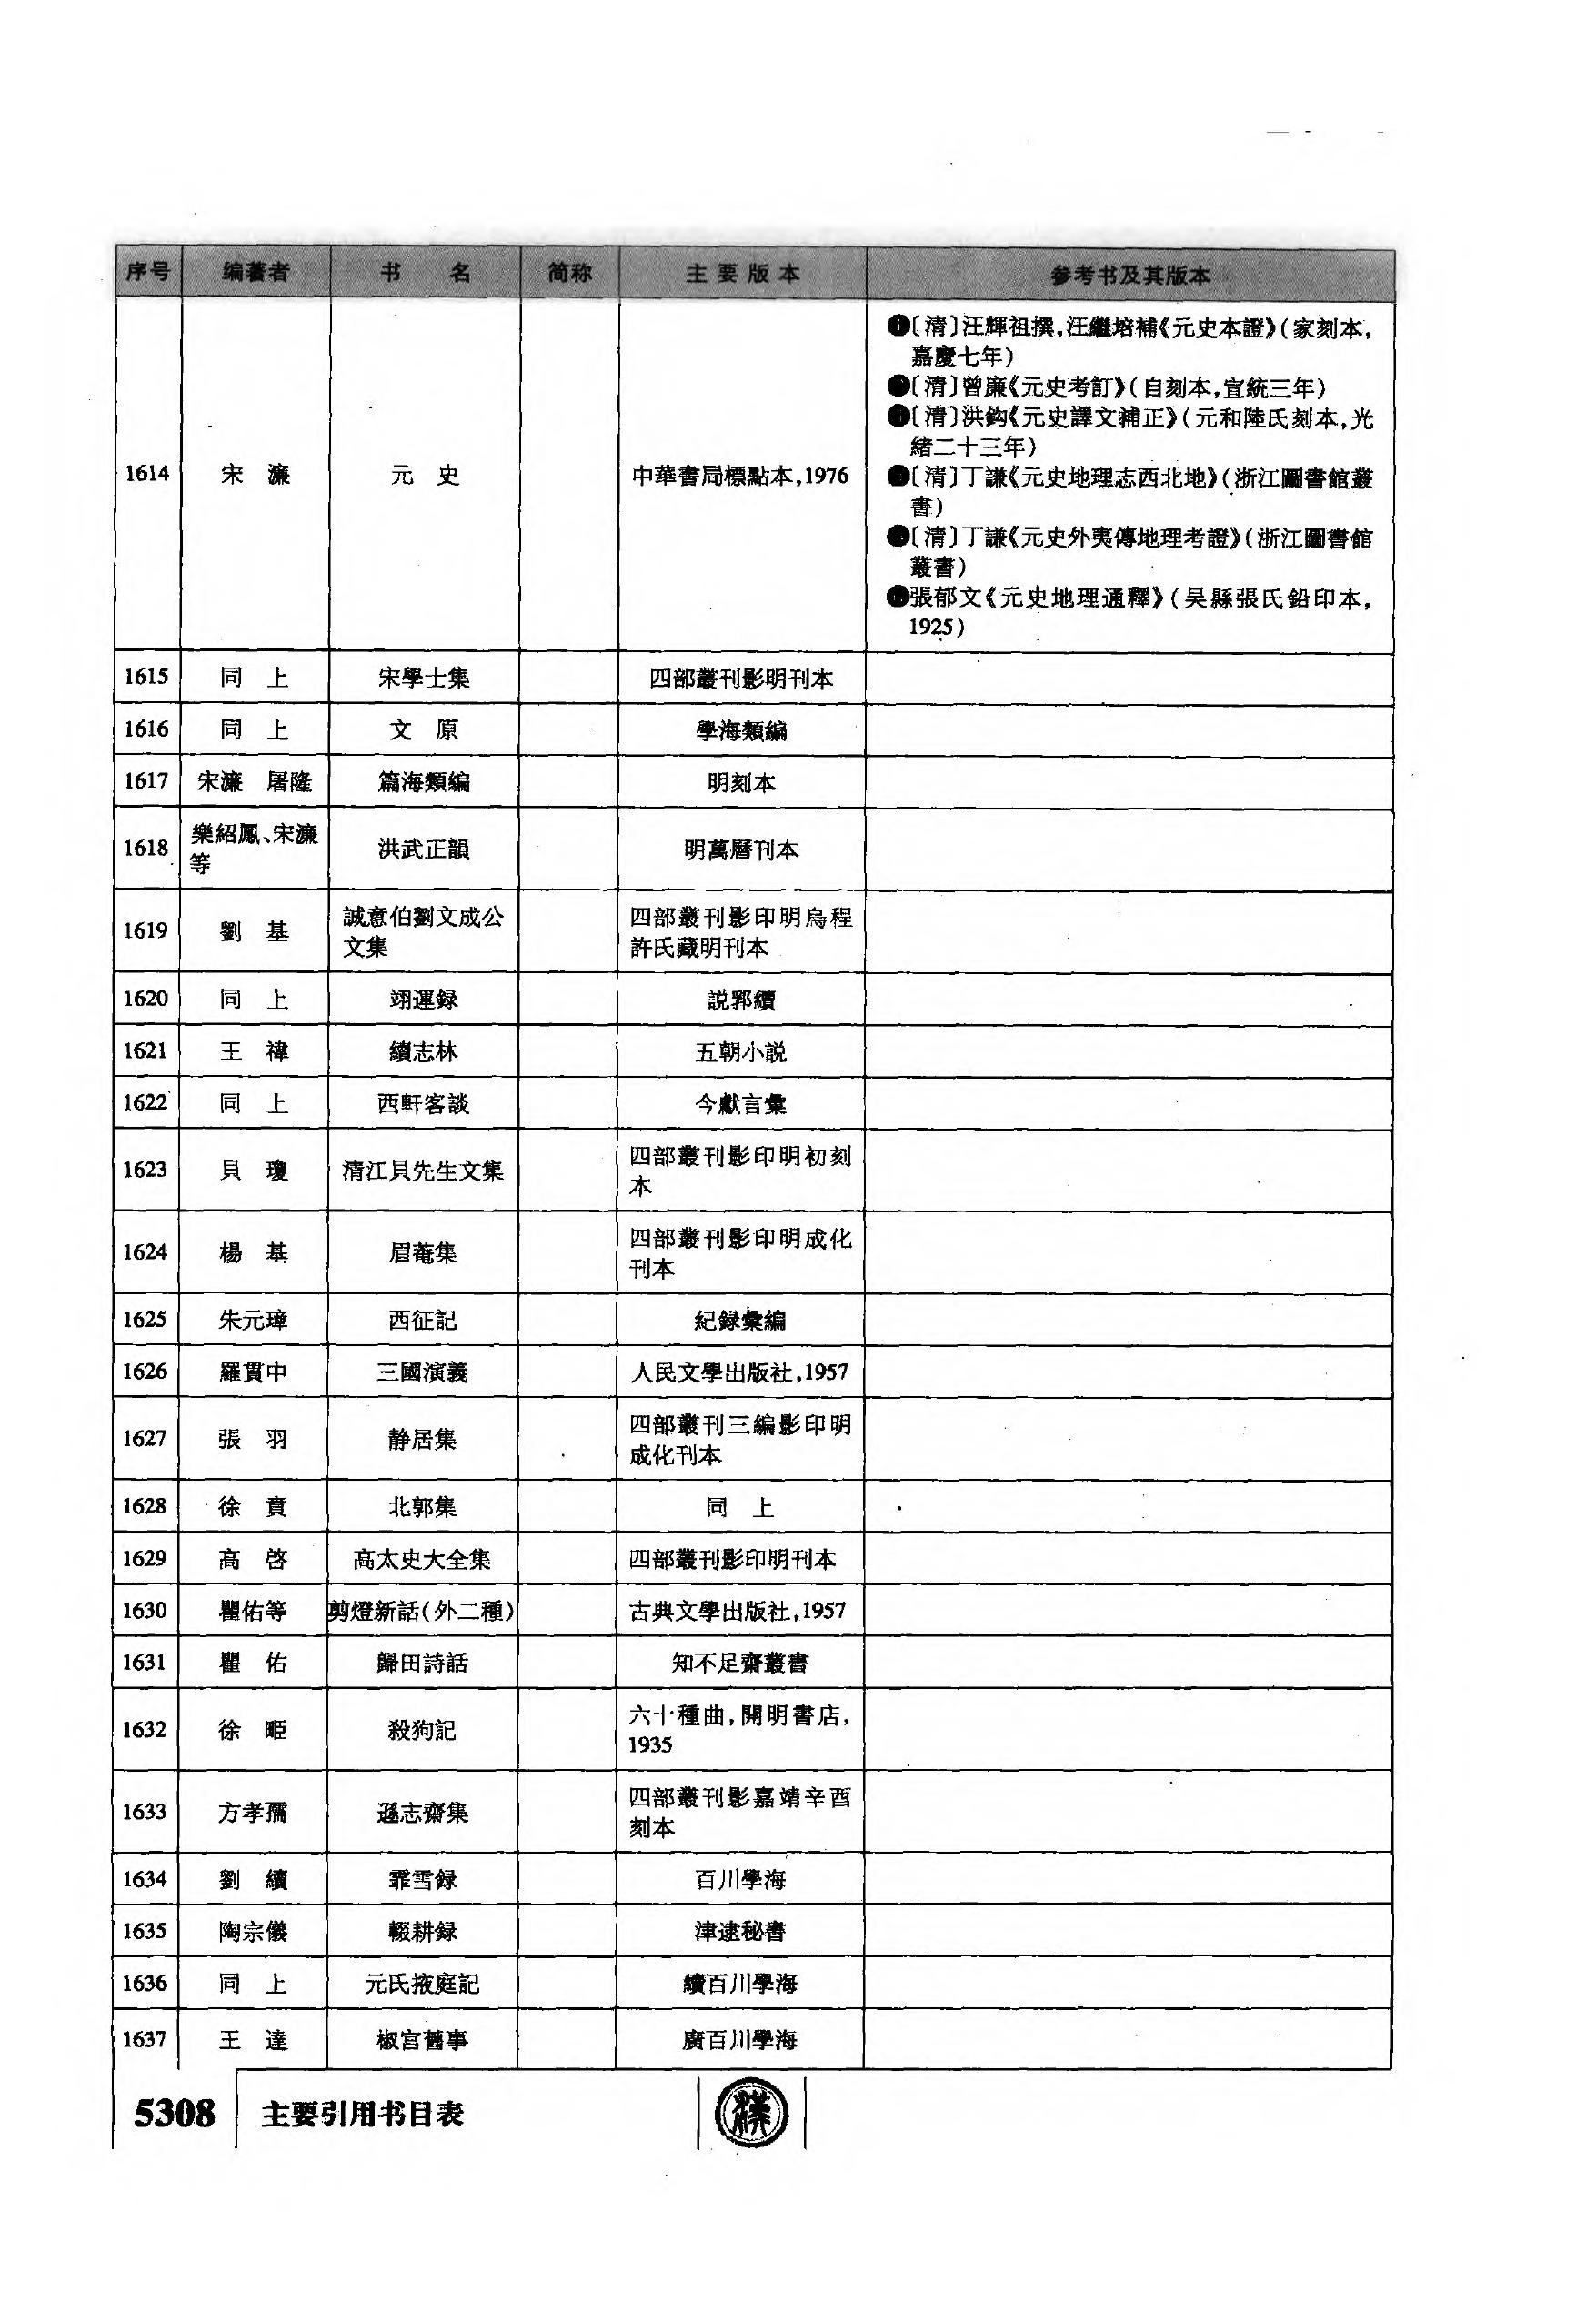 序号 编著者 书 名 简称 主要版本 参考书及其版本
1614 宋 濂 元 史 中華書局標點本,1976
〔清〕汪輝祖撰,汪繼培補《元史本證》(家刻本,
嘉慶七年)
〔清〕曾廉《元史考訂》(自刻本,宣統三年)
〔清〕洪鈞《元史譯文補正》(元和陸氏刻本,光
緒二十三年)
〔清〕丁謙《元史地理志西北地》(浙江圖書館叢
書)
〔清〕丁謙《元史外夷傳地理考證》(浙江圖書館
叢書)
張郁文《元史地理通釋》(吴縣張氏鉛印本,
1925)
1615 同 上 宋學士集 四部叢刊影明刊本
1616 同 上 文 原 學海類編
1617 宋濂 屠隆 篇海類編 明刻本
1618 樂紹鳳、宋濂
等 洪武正韻 明萬曆刊本
1619 劉 基 誠意伯劉文成公
文集 四部叢刊影印明烏程
許氏藏明刊本
1620 同 上 翊運録 説郛續
1621 王 禕 續志林 五朝小説
1622 同 上 西軒客談 今獻言彙
1623 貝 瓊 清江貝先生文集 四部叢刊影印明初刻
本
1624 楊 基 眉菴集 四部叢刊影印明成化
刊本
1625 朱元璋 西征記 紀録彙編
1626 羅貫中 三國演義 人民文學出版社,1957
1627 張 羽 静居集 四部叢刊三編影印明
成化刊本
1628 徐 賁 北郭集 同 上
1629 高 啓 高太史大全集 四部叢刊影印明刊本
1630 瞿佑等 剪燈新話(外二種) 古典文學出版社,1957
1631 瞿 佑 歸田詩話 知不足齋叢書
1632 徐 㬇 殺狗記 六十種曲,開明書店,
1935
1633 方孝孺 遜志齋集 四部叢刊影嘉靖辛酉
刻本
1634 劉 績 霏雪録 百川學海
1635 陶宗儀 輟耕録 津逮秘書
1636 同 上 元氏掖庭記 續百川學海
1637 王 達 椒宫舊事 廣百川學海
5308 主要引用书目表